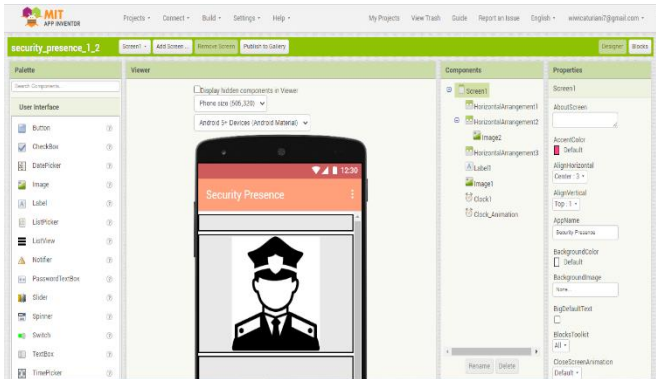 MIT
APP INVENTOR
Projects Connect Build Settings Help
My Projects View Trash Guide Report an Issue English
security_presence_1_2
Screen1 Add Screen... Remove Screen Publish to Gallery
Designer Blocks
Palette
Search Components...
User Interface
Button
CheckBox
DatePicker
Image
Label
ListPicker
ListView
Notifier
PasswordTextBox
Slider
Spinner
Switch
TextBox
TimePicker
Viewer
Display hidden components in Viewer
Phone size (505,320)
Android 5+ Devices (Android Material)
12:30
Security Presence
Components
Screen1
HorizontalArrangement1
HorizontalArrangement2
Image2
HorizontalArrangement3
Label1
Image1
Clock1
Clock_Animation
Rename Delete
Properties
Screen1
AboutScreen
AccentColor
Default
AlignHorizontal
Center : 3
AlignVertical
Top : 1
AppName
Security Presence
BackgroundColor
Default
BackgroundImage
None...
BigDefaultText
BlocksToolkit
All
CloseScreenAnimation
Default